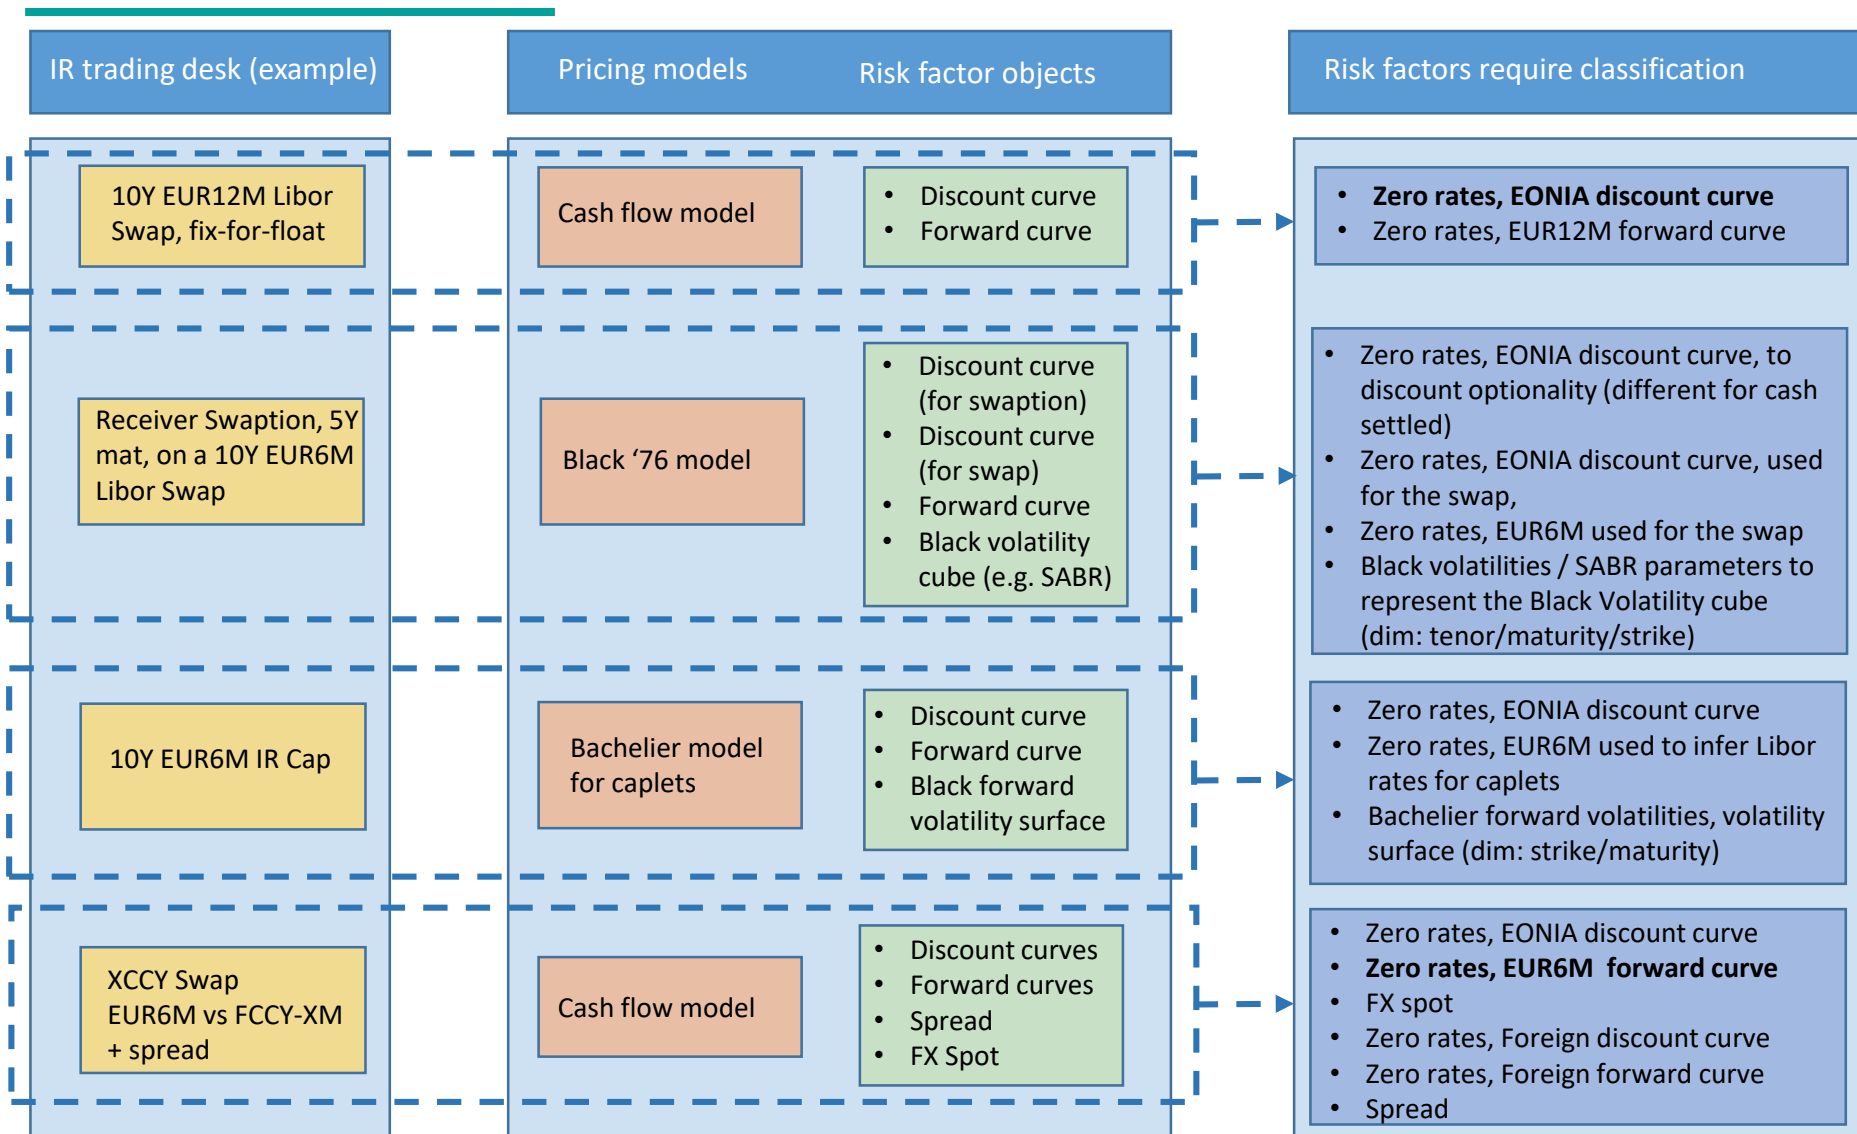 IR trading desk (example)
Pricing models
Risk factor objects
Risk factors require classification
10Y EUR12M Libor
Swap, fix-for-float
Cash flow model
• Discount curve
• Forward curve
• Zero rates, EONIA discount curve
• Zero rates, EUR12M forward curve
Receiver Swaption, 5Y
mat, on a 10Y EUR6M
Libor Swap
Black ‘76 model
• Discount curve
(for swaption)
• Discount curve
(for swap)
• Forward curve
• Black volatility
cube (e.g. SABR)
• Zero rates, EONIA discount curve, to
discount optionality (different for cash
settled)
• Zero rates, EONIA discount curve, used
for the swap,
• Zero rates, EUR6M used for the swap
• Black volatilities / SABR parameters to
represent the Black Volatility cube
(dim: tenor/maturity/strike)
10Y EUR6M IR Cap
Bachelier model
for caplets
• Discount curve
• Forward curve
• Black forward
volatility surface
• Zero rates, EONIA discount curve
• Zero rates, EUR6M used to infer Libor
rates for caplets
• Bachelier forward volatilities, volatility
surface (dim: strike/maturity)
XCCY Swap
EUR6M vs FCCY-XM
+ spread
Cash flow model
• Discount curves
• Forward curves
• Spread
• FX Spot
• Zero rates, EONIA discount curve
• Zero rates, EUR6M forward curve
• FX spot
• Zero rates, Foreign discount curve
• Zero rates, Foreign forward curve
• Spread